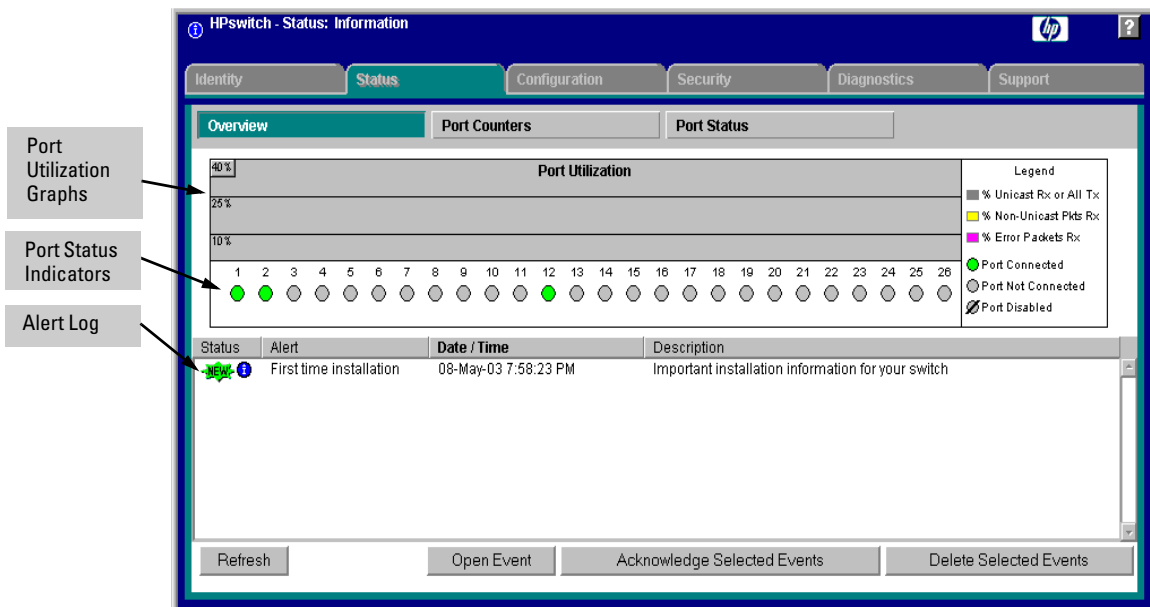 HPswitch - Status: Information
hp
?
Identity
Status
Configuration
Security
Diagnostics
Support
Overview
Port Counters
Port Status
Port
Utilization
Graphs
40 %
Port Utilization
25 %
10 %
Legend
% Unicast Rx or All Tx
% Non-Unicast Pkts Rx
% Error Packets Rx
Port Connected
Port Not Connected
Port Disabled
Port Status
Indicators
1 2 3 4 5 6 7 8 9 10 11 12 13 14 15 16 17 18 19 20 21 22 23 24 25 26
Alert Log
Status Alert Date / Time Description
NEW! i First time installation 08-May-03 7:58:23 PM Important installation information for your switch
Refresh
Open Event
Acknowledge Selected Events
Delete Selected Events